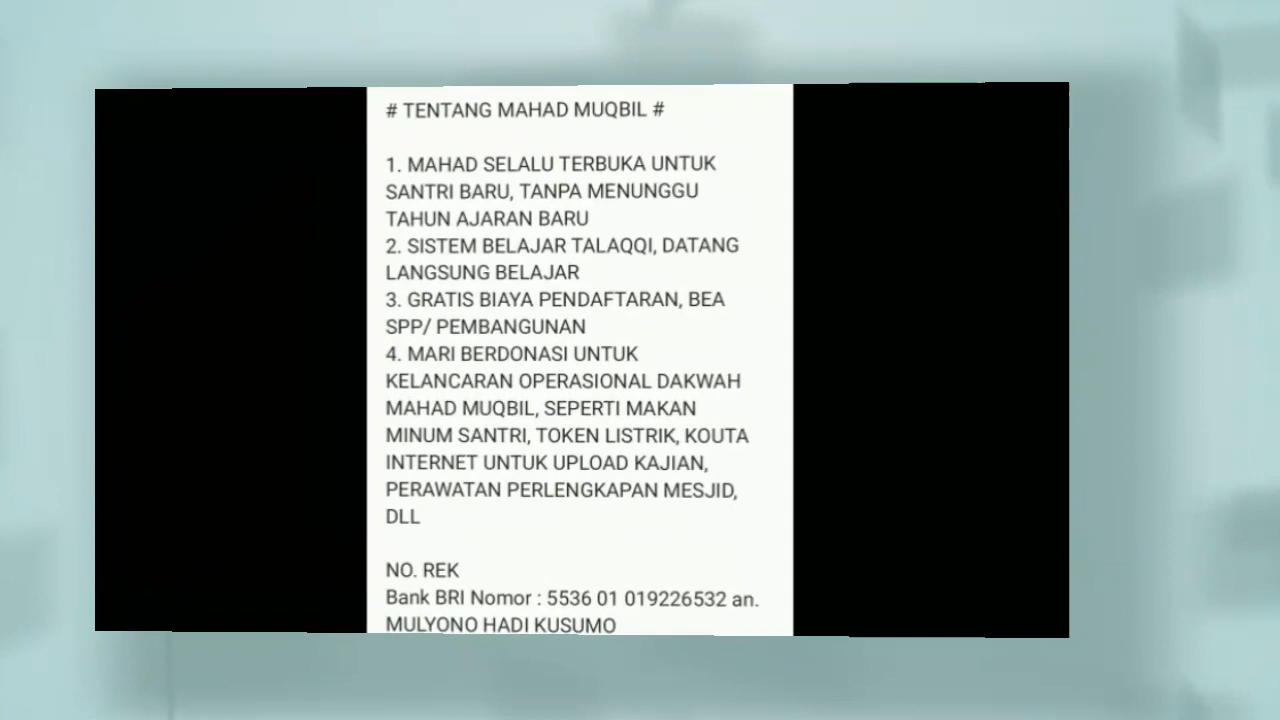 # TENTANG MAHAD MUQBIL #
1. MAHAD SELALU TERBUKA UNTUK
SANTRI BARU, TANPA MENUNGGU
TAHUN AJARAN BARU
2. SISTEM BELAJAR TALAQQI, DATANG
LANGSUNG BELAJAR
3. GRATIS BIAYA PENDAFTARAN, BEA
SPP/ PEMBANGUNAN
4. MARI BERDONASI UNTUK
KELANCARAN OPERASIONAL DAKWAH
MAHAD MUQBIL, SEPERTI MAKAN
MINUM SANTRI, TOKEN LISTRIK, KOUTA
INTERNET UNTUK UPLOAD KAJIAN,
PERAWATAN PERLENGKAPAN MESJID,
DLL
NO. REK
Bank BRI Nomor : 5536 01 019226532 an.
MULYONO HADI KUSUMO